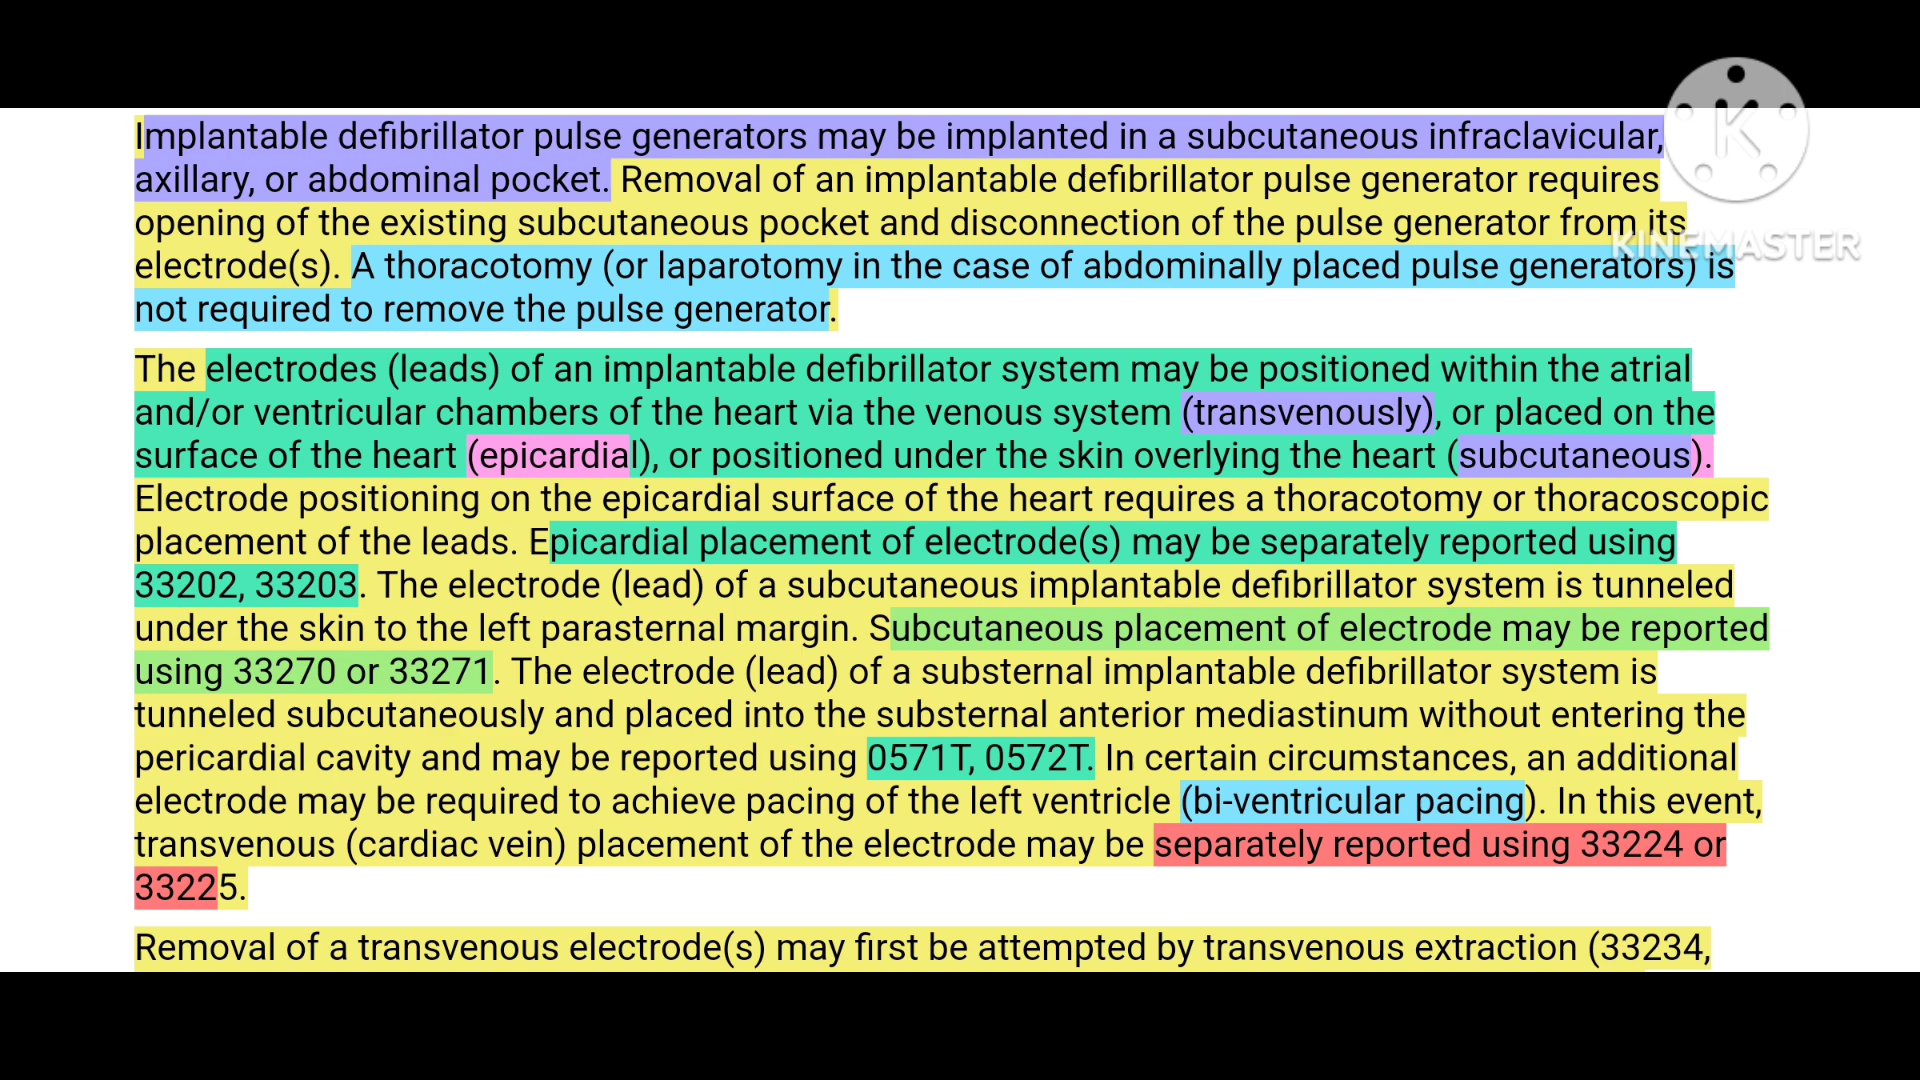 Implantable defibrillator pulse generators may be implanted in a subcutaneous infraclavicular,
axillary, or abdominal pocket. Removal of an implantable defibrillator pulse generator requires
opening of the existing subcutaneous pocket and disconnection of the pulse generator from its
electrode(s). A thoracotomy (or laparotomy in the case of abdominally placed pulse generators) is
not required to remove the pulse generator.
The electrodes (leads) of an implantable defibrillator system may be positioned within the atrial
and/or ventricular chambers of the heart via the venous system (transvenously), or placed on the
surface of the heart (epicardial), or positioned under the skin overlying the heart (subcutaneous).
Electrode positioning on the epicardial surface of the heart requires a thoracotomy or thoracoscopic
placement of the leads. Epicardial placement of electrode(s) may be separately reported using
33202, 33203. The electrode (lead) of a subcutaneous implantable defibrillator system is tunneled
under the skin to the left parasternal margin. Subcutaneous placement of electrode may be reported
using 33270 or 33271. The electrode (lead) of a substernal implantable defibrillator system is
tunneled subcutaneously and placed into the substernal anterior mediastinum without entering the
pericardial cavity and may be reported using 0571T, 0572T. In certain circumstances, an additional
electrode may be required to achieve pacing of the left ventricle (bi-ventricular pacing). In this event,
transvenous (cardiac vein) placement of the electrode may be separately reported using 33224 or
33225.
Removal of a transvenous electrode(s) may first be attempted by transvenous extraction (33234,
K
KINEMASTER